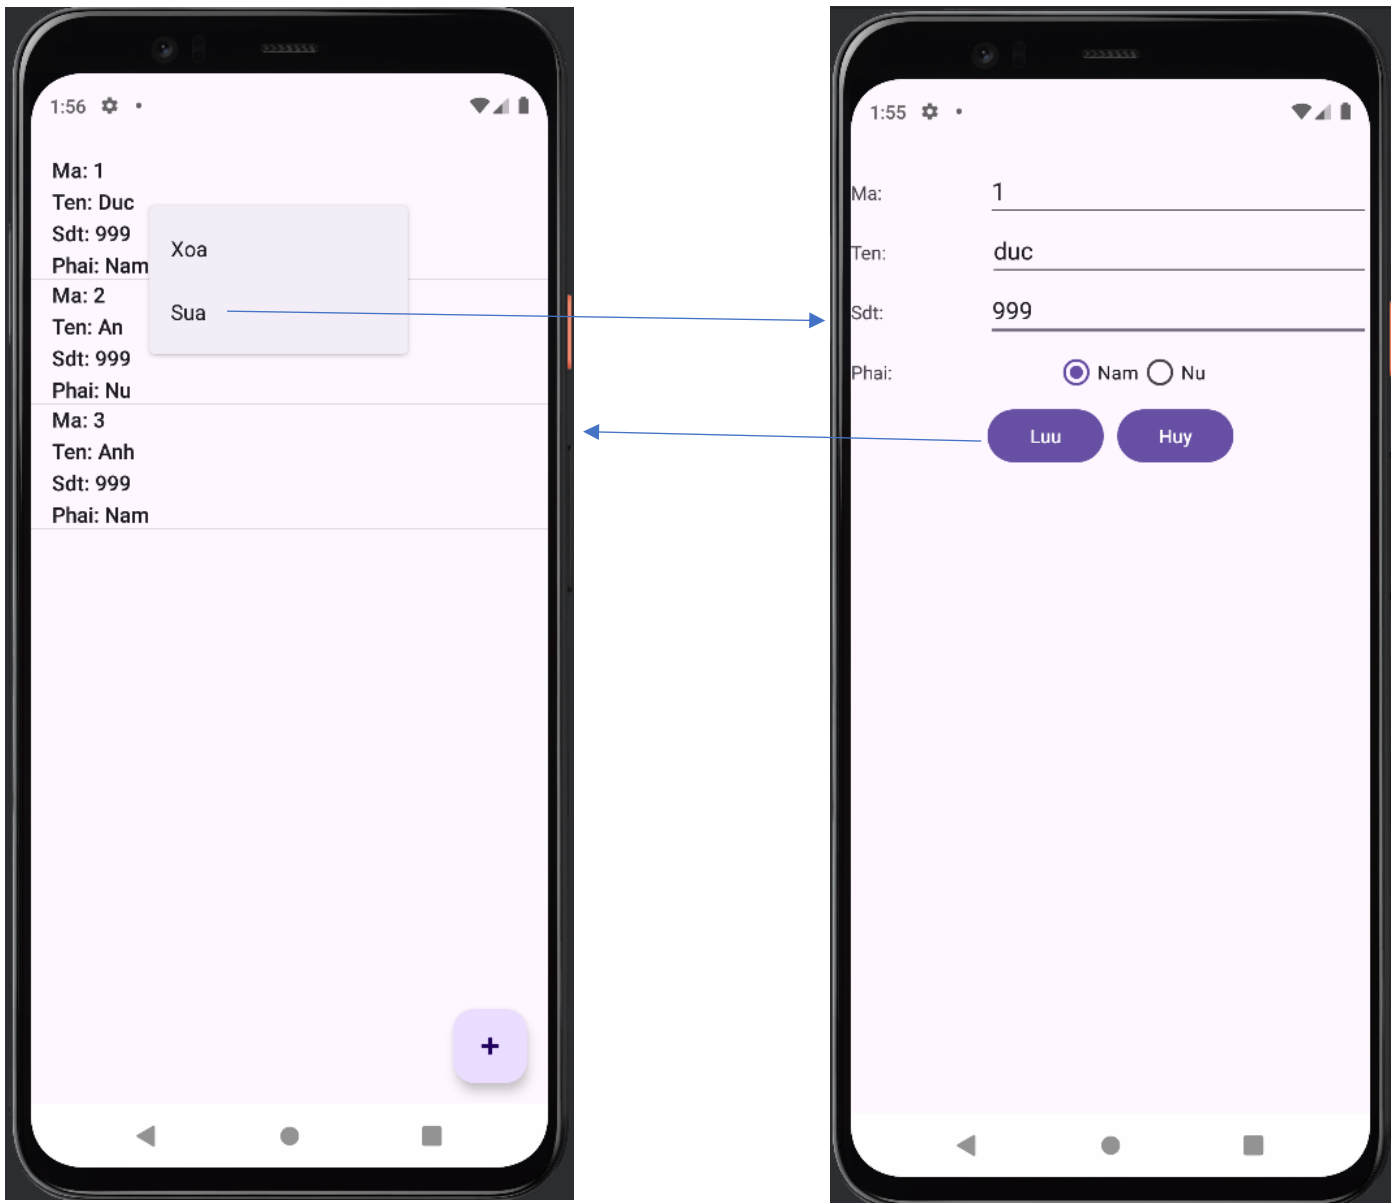 1:56
Ma: 1
Ten: Duc
Sdt: 999
Phai: Nam
Xoa
Sua
Ma: 2
Ten: An
Sdt: 999
Phai: Nu
Ma: 3
Ten: Anh
Sdt: 999
Phai: Nam
+
1:55
Ma: 1
Ten: duc
Sdt: 999
Phai: Nam Nu
Luu Huy